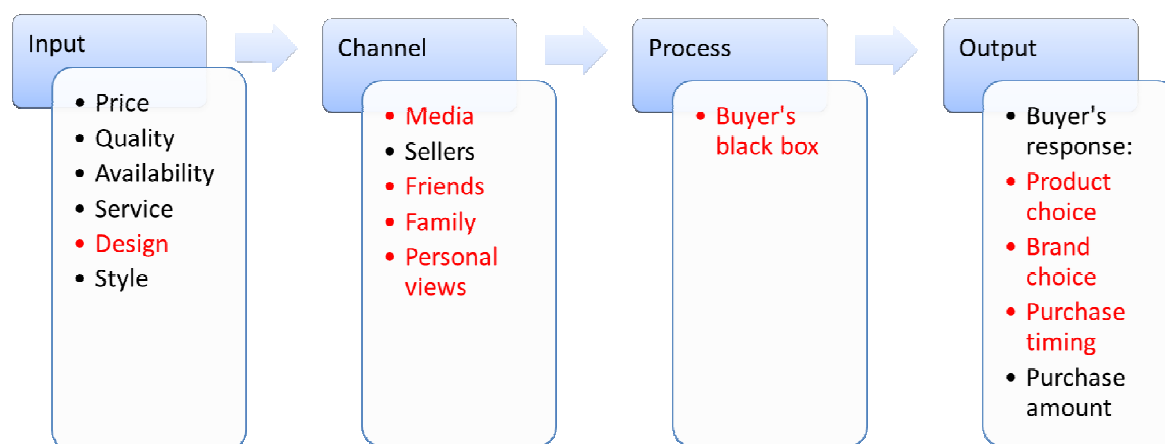 Input
• Price
• Quality
• Availability
• Service
• Design
• Style
Channel
• Media
• Sellers
• Friends
• Family
• Personal
views
Process
• Buyer's
black box
Output
• Buyer's
response:
• Product
choice
• Brand
choice
• Purchase
timing
• Purchase
amount